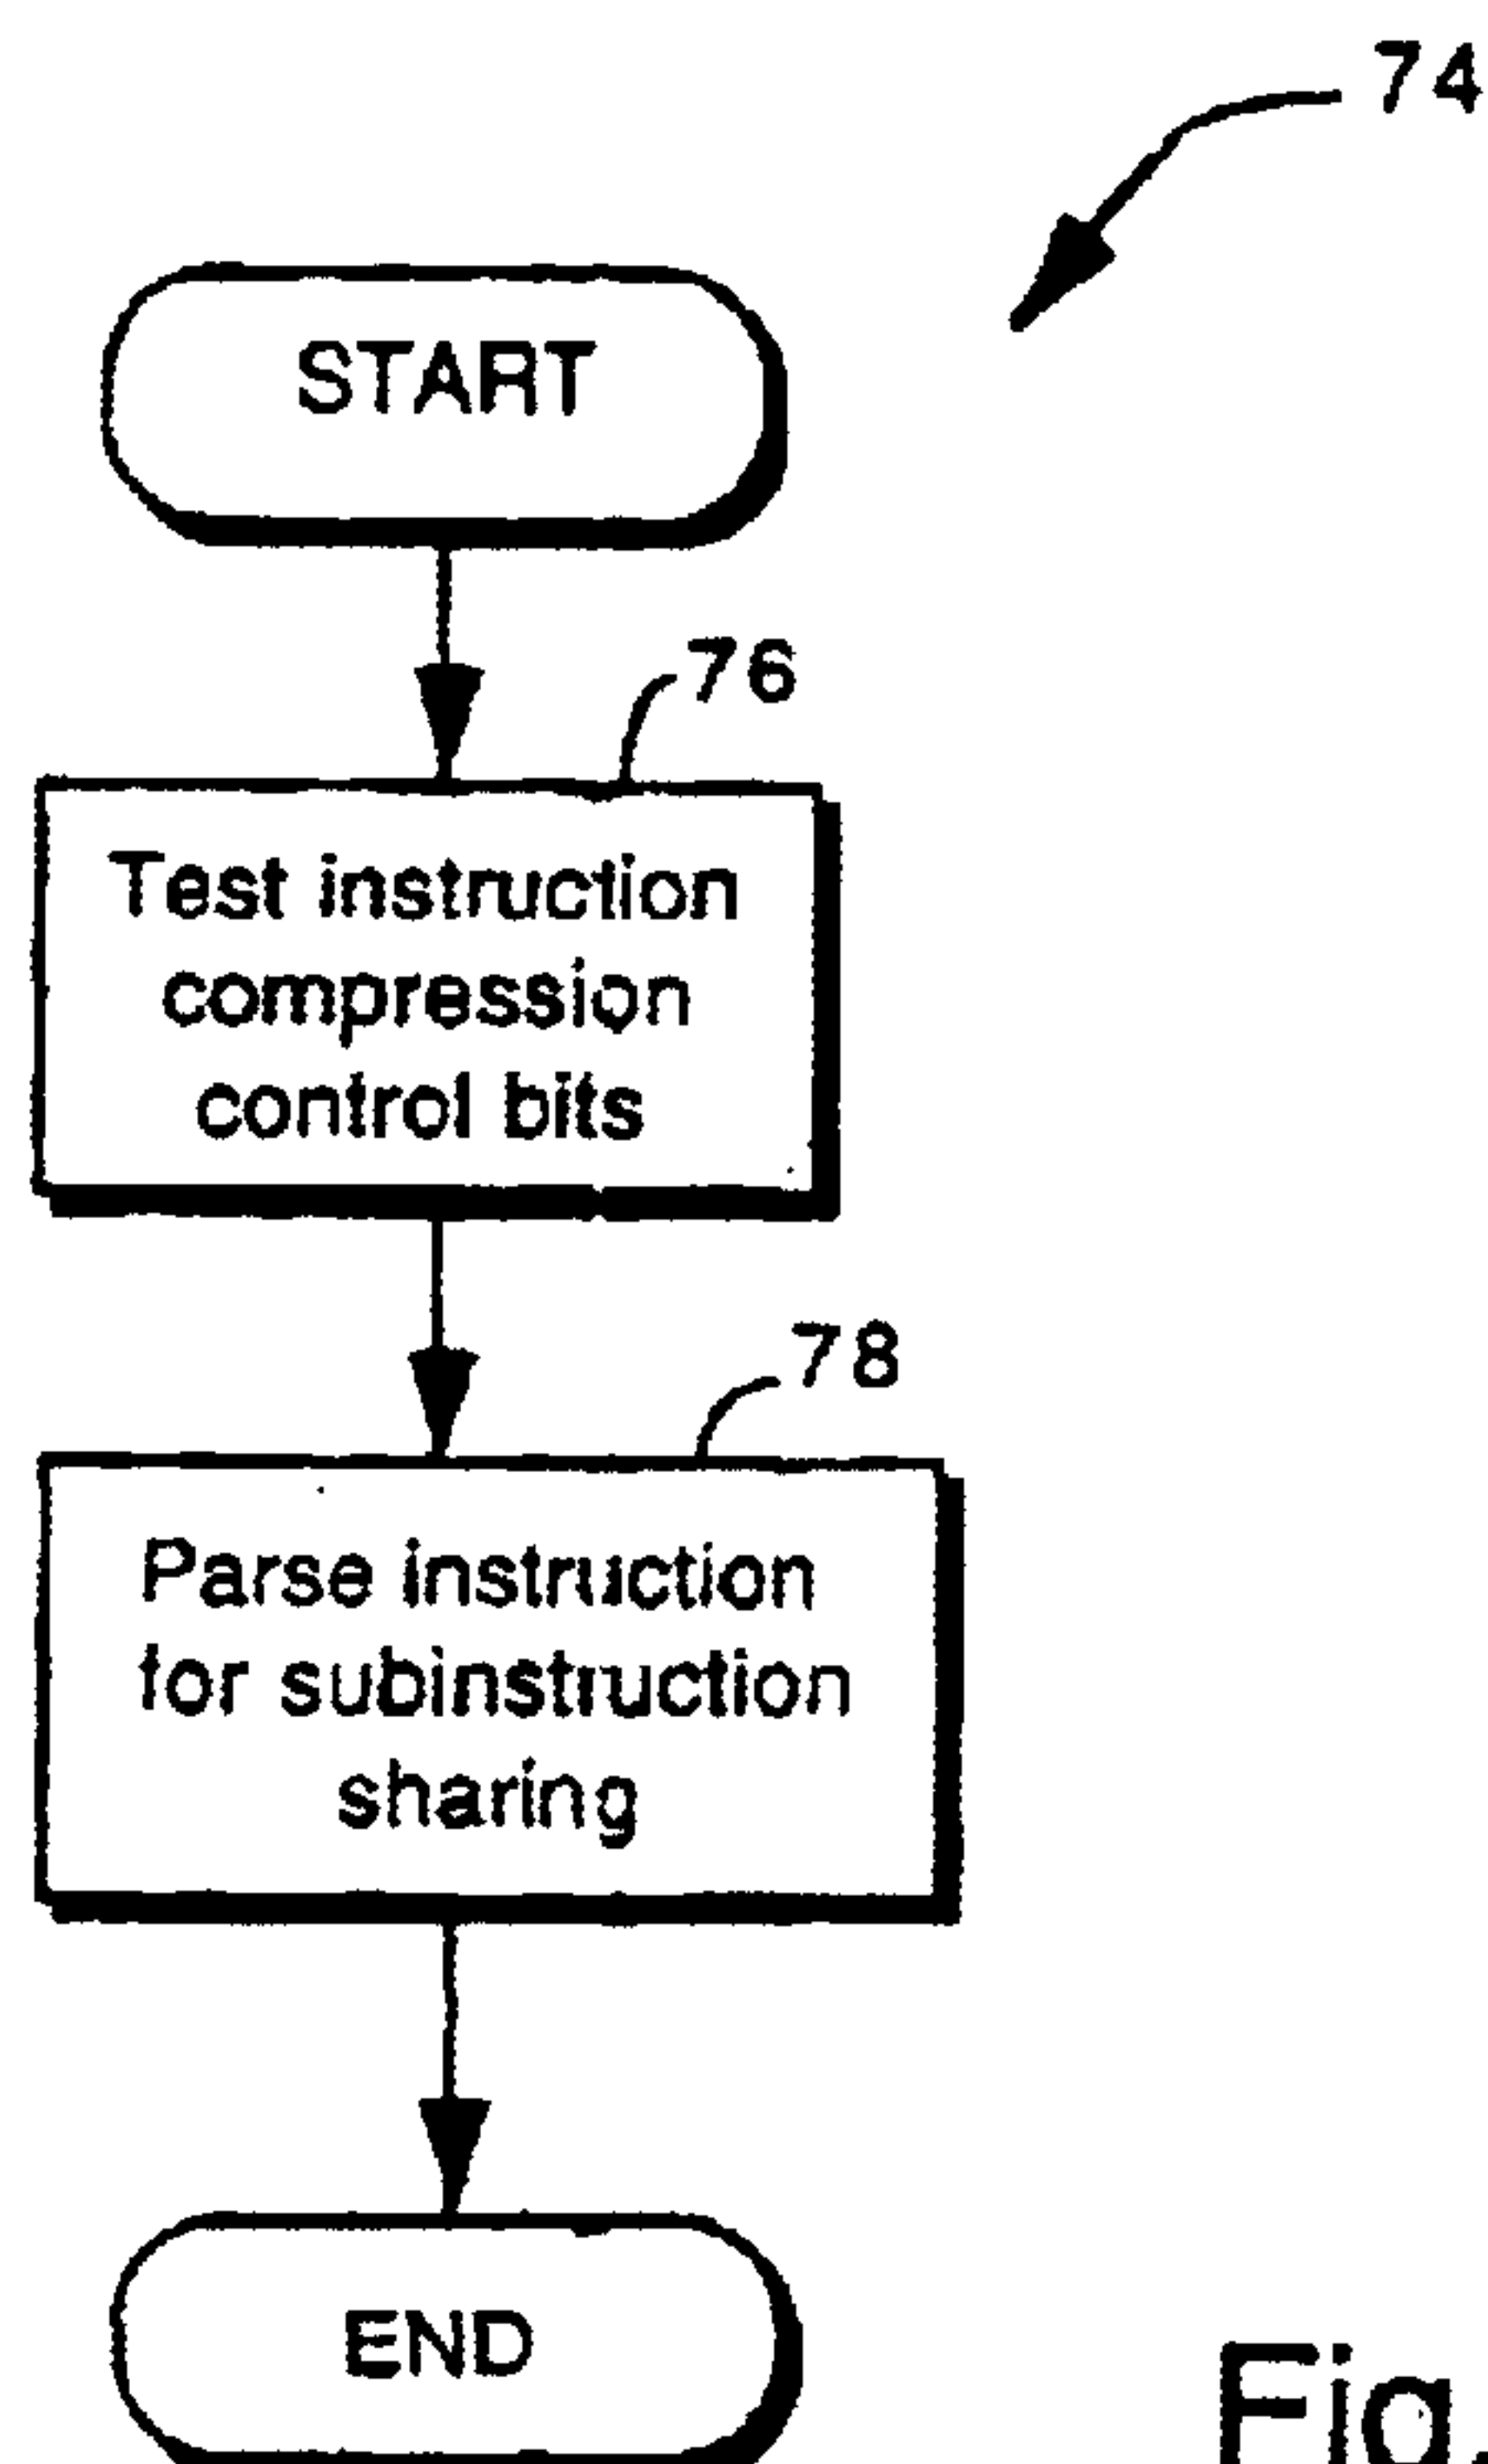 74
START
76
Test instruction
compression
control bits
78
Parse instruction
for subinstruction
sharing
END
Fig.